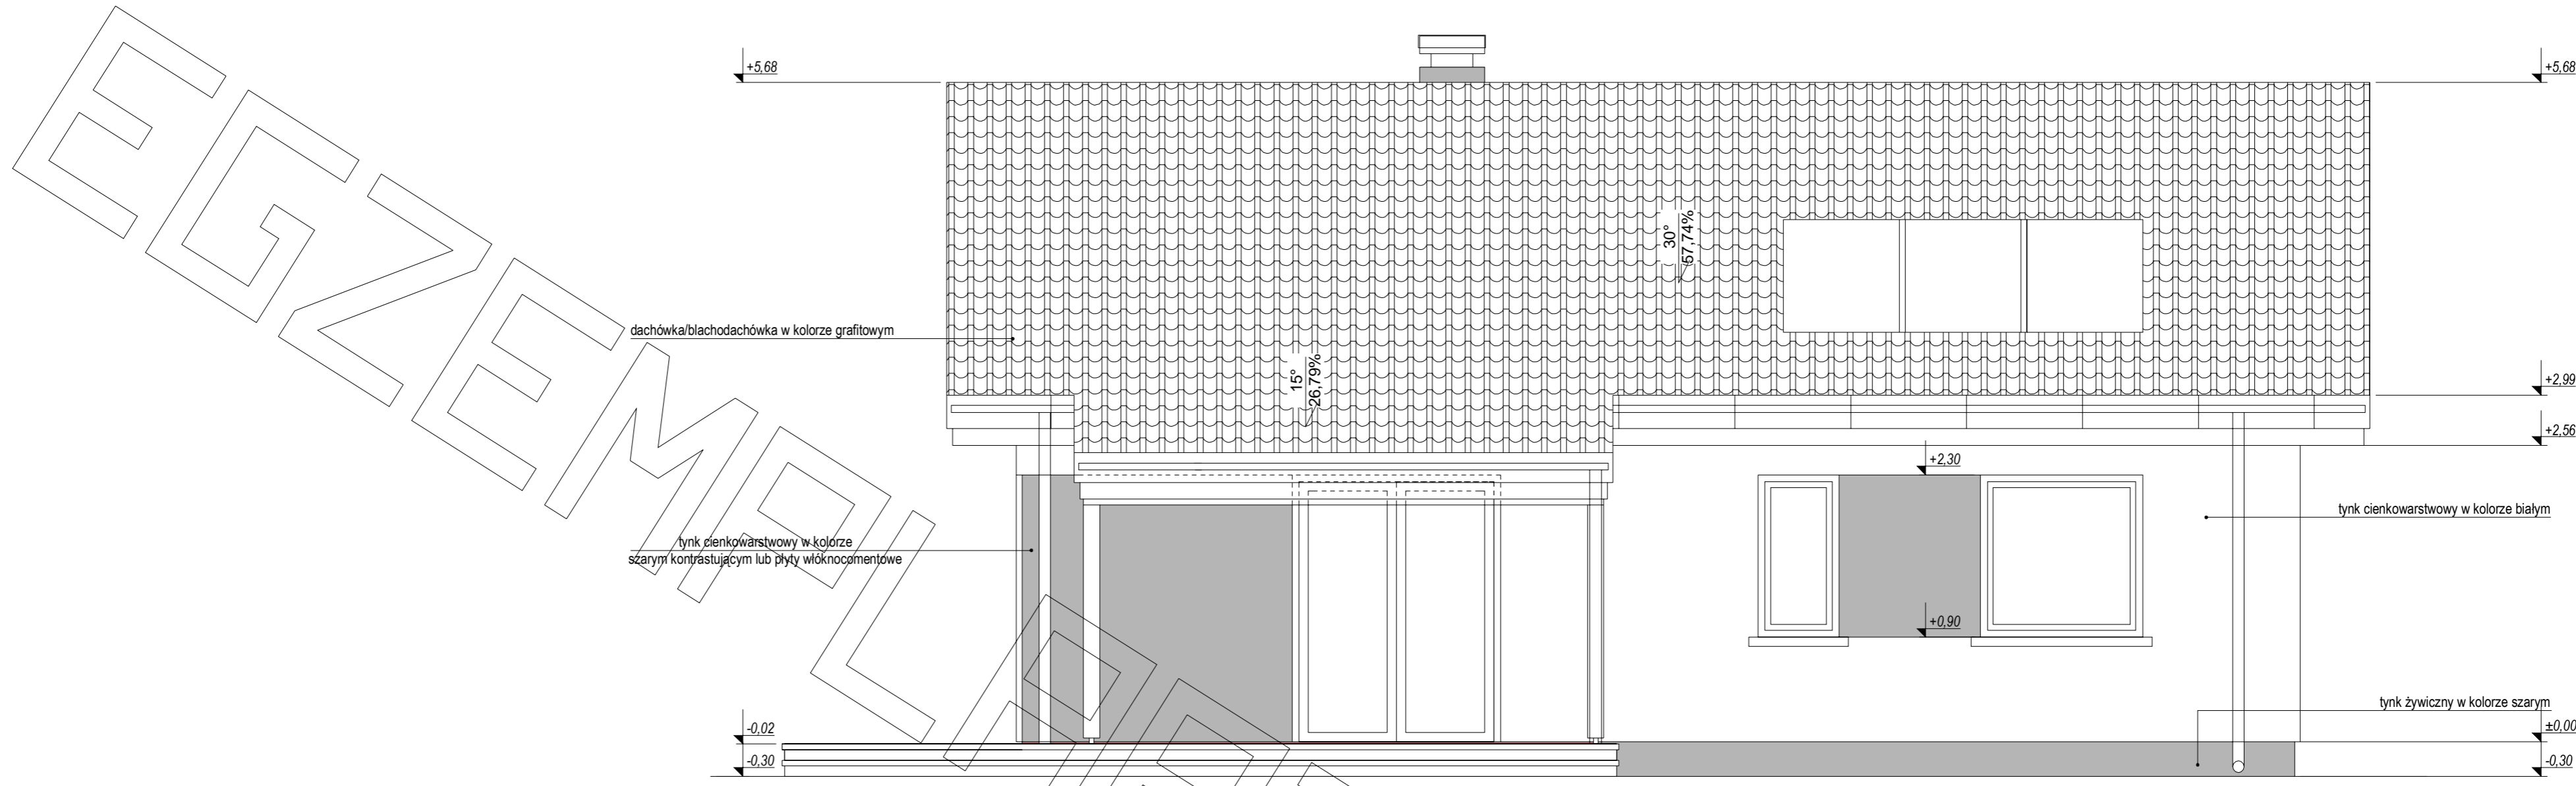 +5,68
+5,68
30°
57,74%
dachówka/blachodachówka w kolorze grafitowym
15°
26,79%
+2,99
+2,56
+2,30
tynk cienkowarstwowy w kolorze białym
tynk cienkowarstwowy w kolorze
szarym kontrastującym lub płyty włóknocomentowe
+0,90
tynk żywiczny w kolorze szarym
-0,02
±0,00
-0,30
-0,30
EGZEMPL